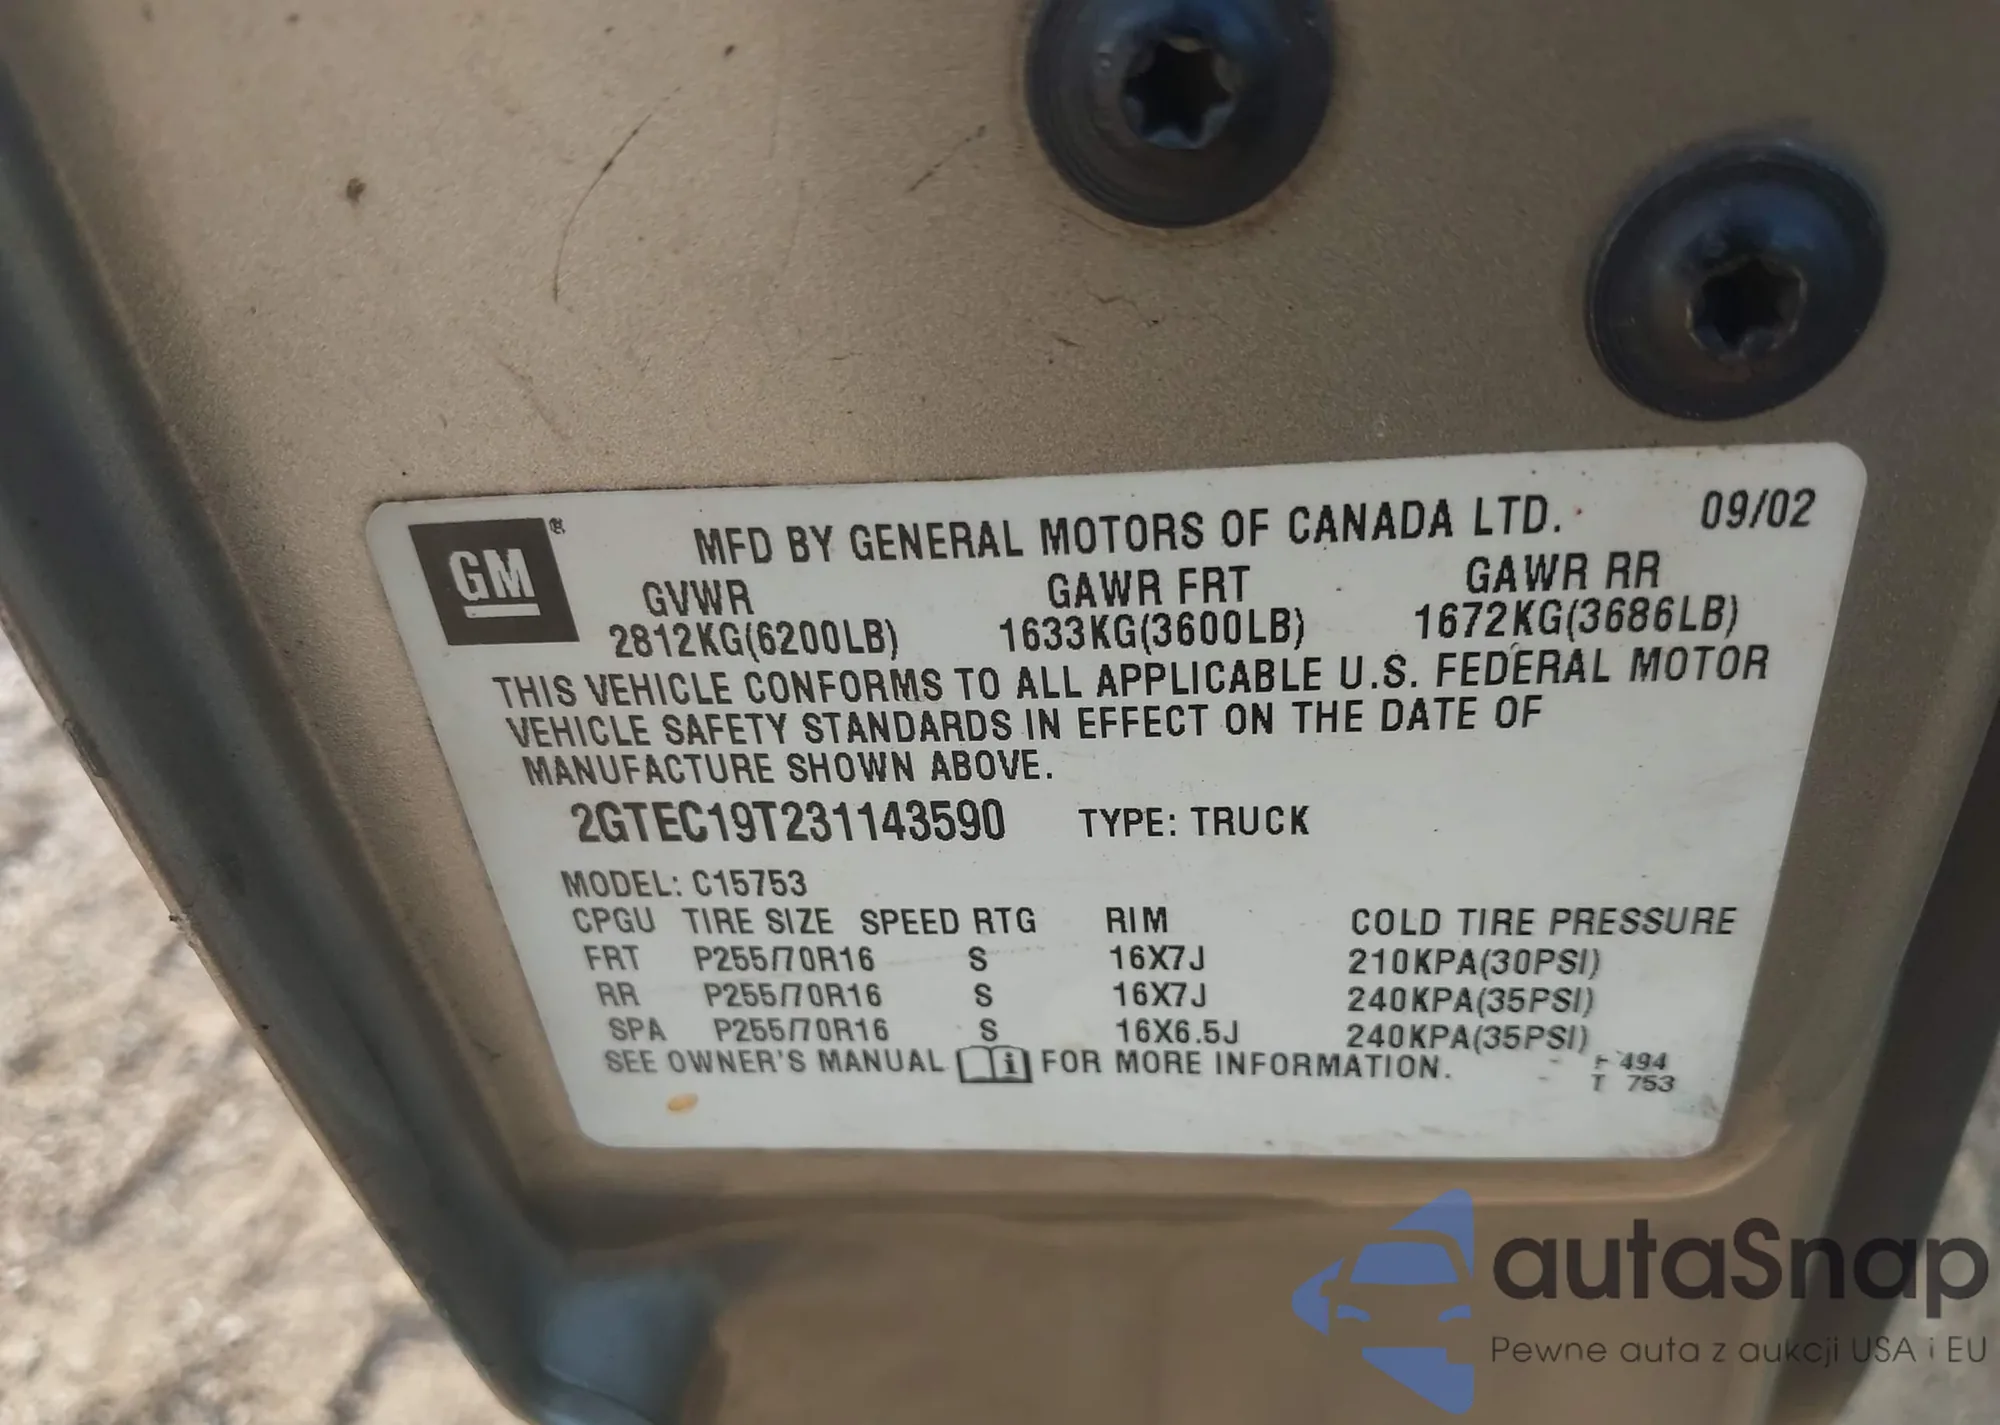 GM ®
MFD BY GENERAL MOTORS OF CANADA LTD. 09/02
GVWR GAWR FRT GAWR RR
2812KG(6200LB) 1633KG(3600LB) 1672KG(3686LB)
THIS VEHICLE CONFORMS TO ALL APPLICABLE U.S. FEDERAL MOTOR
VEHICLE SAFETY STANDARDS IN EFFECT ON THE DATE OF
MANUFACTURE SHOWN ABOVE.
2GTEC19T231143590 TYPE: TRUCK
MODEL: C15753
CPGU TIRE SIZE SPEED RTG RIM COLD TIRE PRESSURE
FRT P255/70R16 S 16X7J 210KPA(30PSI)
RR P255/70R16 S 16X7J 240KPA(35PSI)
SPA P255/70R16 S 16X6.5J 240KPA(35PSI)
SEE OWNER'S MANUAL i FOR MORE INFORMATION.
F 494
T 753
autaSnap
Pewne auta z aukcji USA i EU